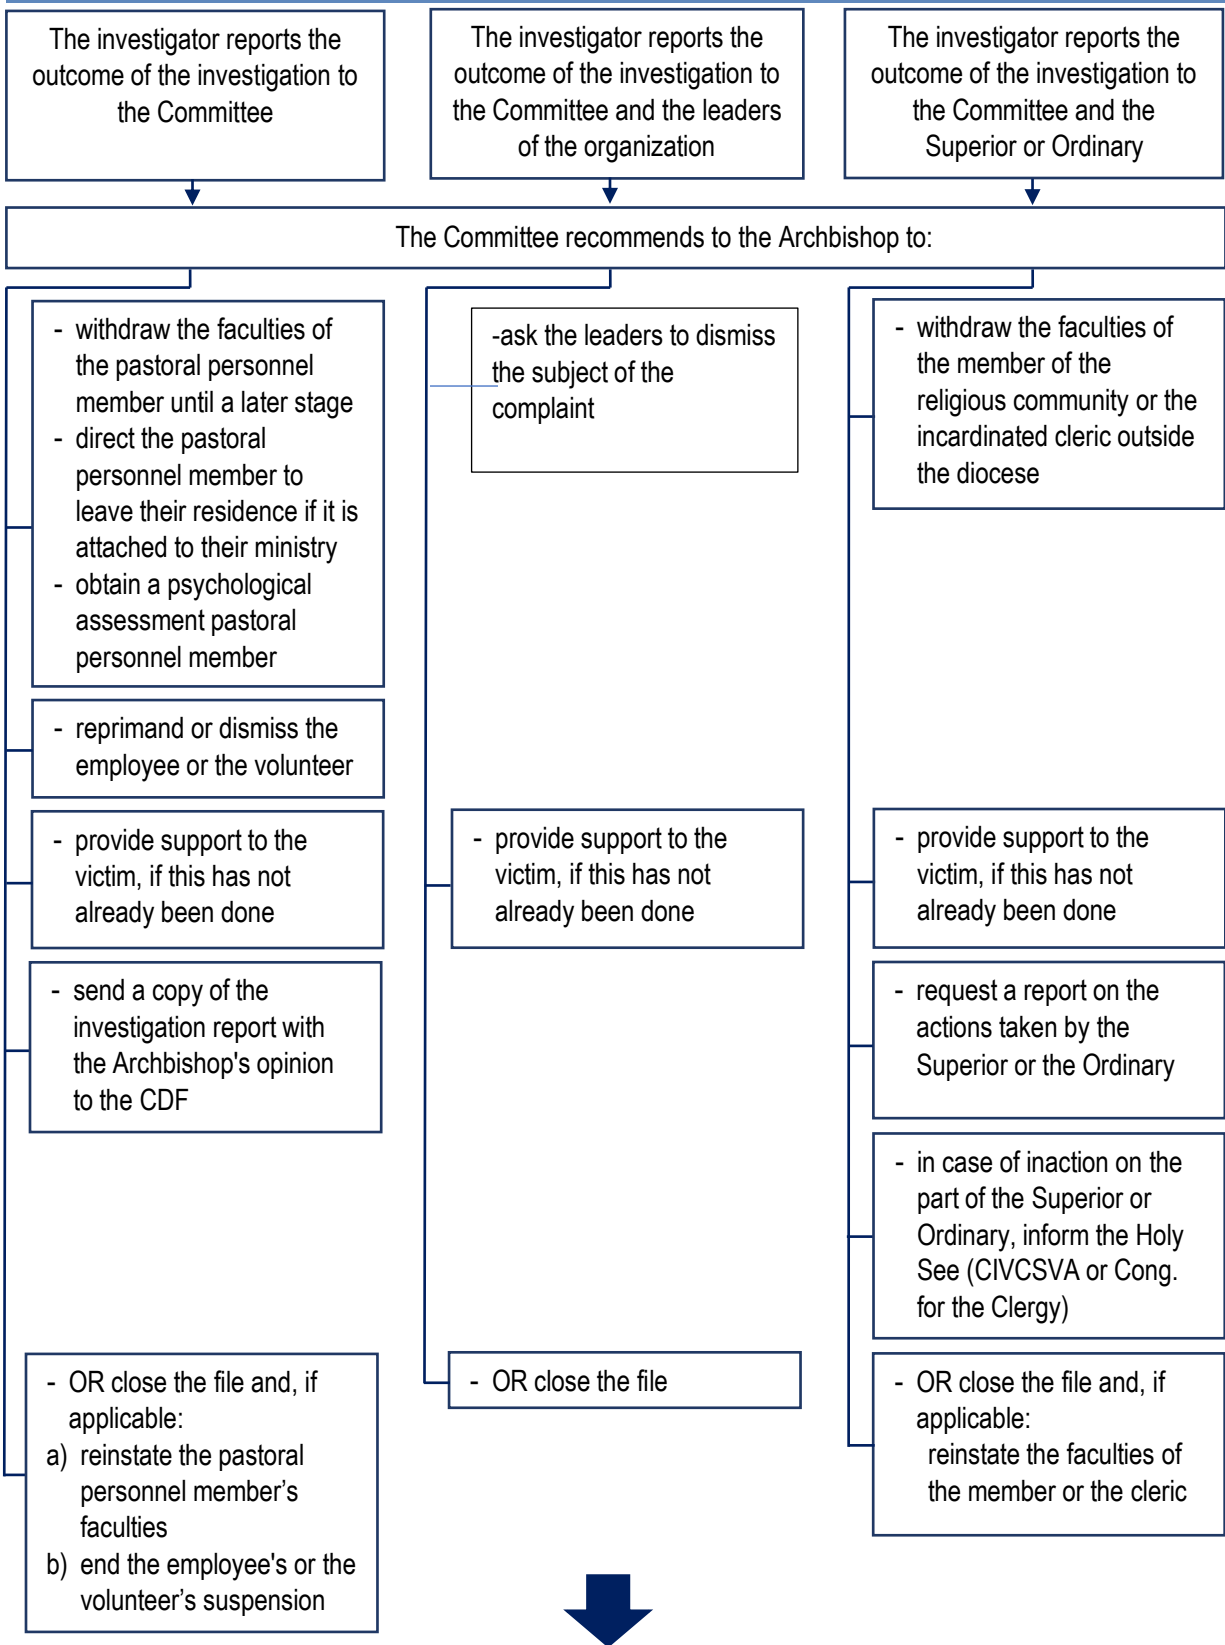 The investigator reports the
outcome of the investigation to
the Committee
The investigator reports the
outcome of the investigation to
the Committee and the leaders
of the organization
The investigator reports the
outcome of the investigation to
the Committee and the
Superior or Ordinary
The Committee recommends to the Archbishop to:
- withdraw the faculties of
the pastoral personnel
member until a later stage
- direct the pastoral
personnel member to
leave their residence if it is
attached to their ministry
- obtain a psychological
assessment pastoral
personnel member
- reprimand or dismiss the
employee or the volunteer
- provide support to the
victim, if this has not
already been done
- send a copy of the
investigation report with
the Archbishop's opinion
to the CDF
- OR close the file and, if
applicable:
a) reinstate the pastoral
personnel member’s
faculties
b) end the employee's or the
volunteer’s suspension
-ask the leaders to dismiss
the subject of the
complaint
- provide support to the
victim, if this has not
already been done
- OR close the file
- withdraw the faculties of
the member of the
religious community or the
incardinated cleric outside
the diocese
- provide support to the
victim, if this has not
already been done
- request a report on the
actions taken by the
Superior or the Ordinary
- in case of inaction on the
part of the Superior or
Ordinary, inform the Holy
See (CIVCSVA or Cong.
for the Clergy)
- OR close the file and, if
applicable:
reinstate the faculties of
the member or the cleric